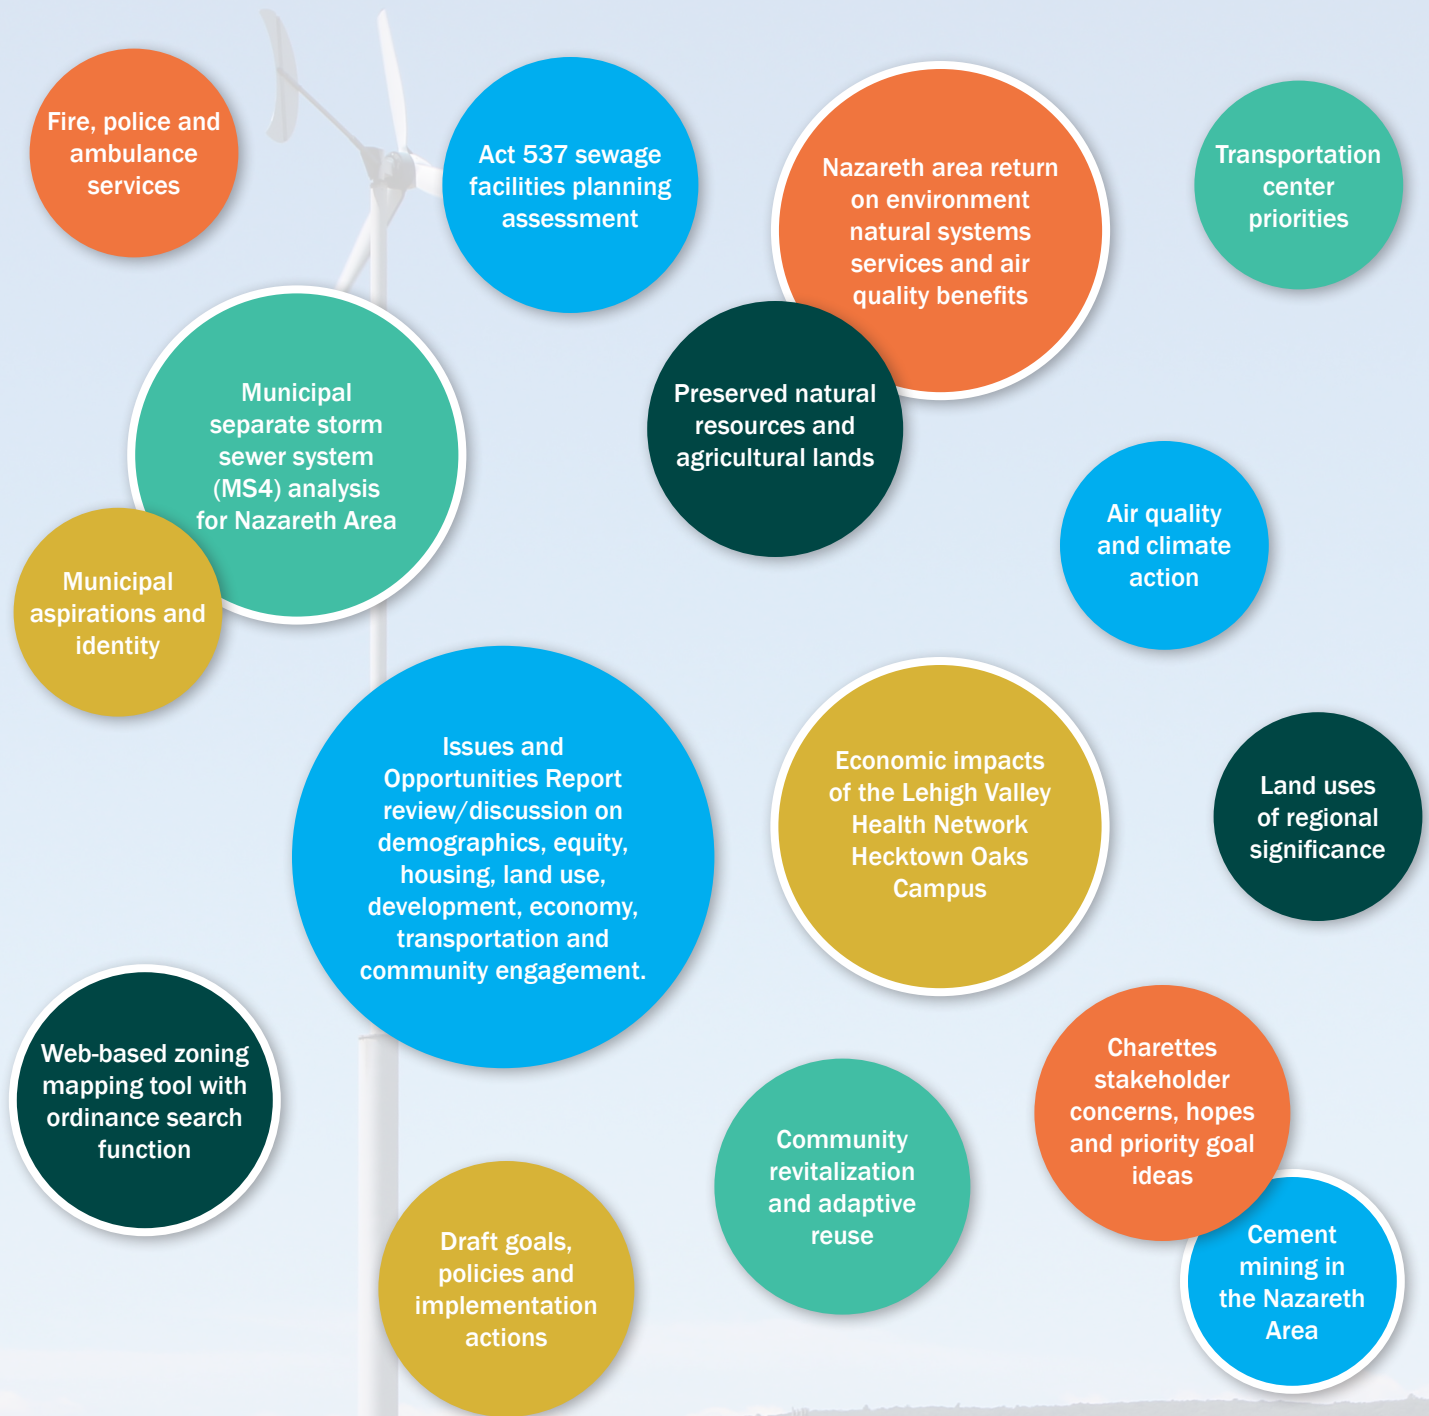 Fire, police and
ambulance
services
Act 537 sewage
facilities planning
assessment
Nazareth area return
on environment
natural systems
services and air
quality benefits
Transportation
center
priorities
Municipal
separate storm
sewer system
(MS4) analysis
for Nazareth Area
Preserved natural
resources and
agricultural lands
Air quality
and climate
action
Municipal
aspirations and
identity
Issues and
Opportunities Report
review/discussion on
demographics, equity,
housing, land use,
development, economy,
transportation and
community engagement.
Economic impacts
of the Lehigh Valley
Health Network
Hecktown Oaks
Campus
Land uses
of regional
significance
Web-based zoning
mapping tool with
ordinance search
function
Charettes
stakeholder
concerns, hopes
and priority goal
ideas
Community
revitalization
and adaptive
reuse
Draft goals,
policies and
implementation
actions
Cement
mining in
the Nazareth
Area